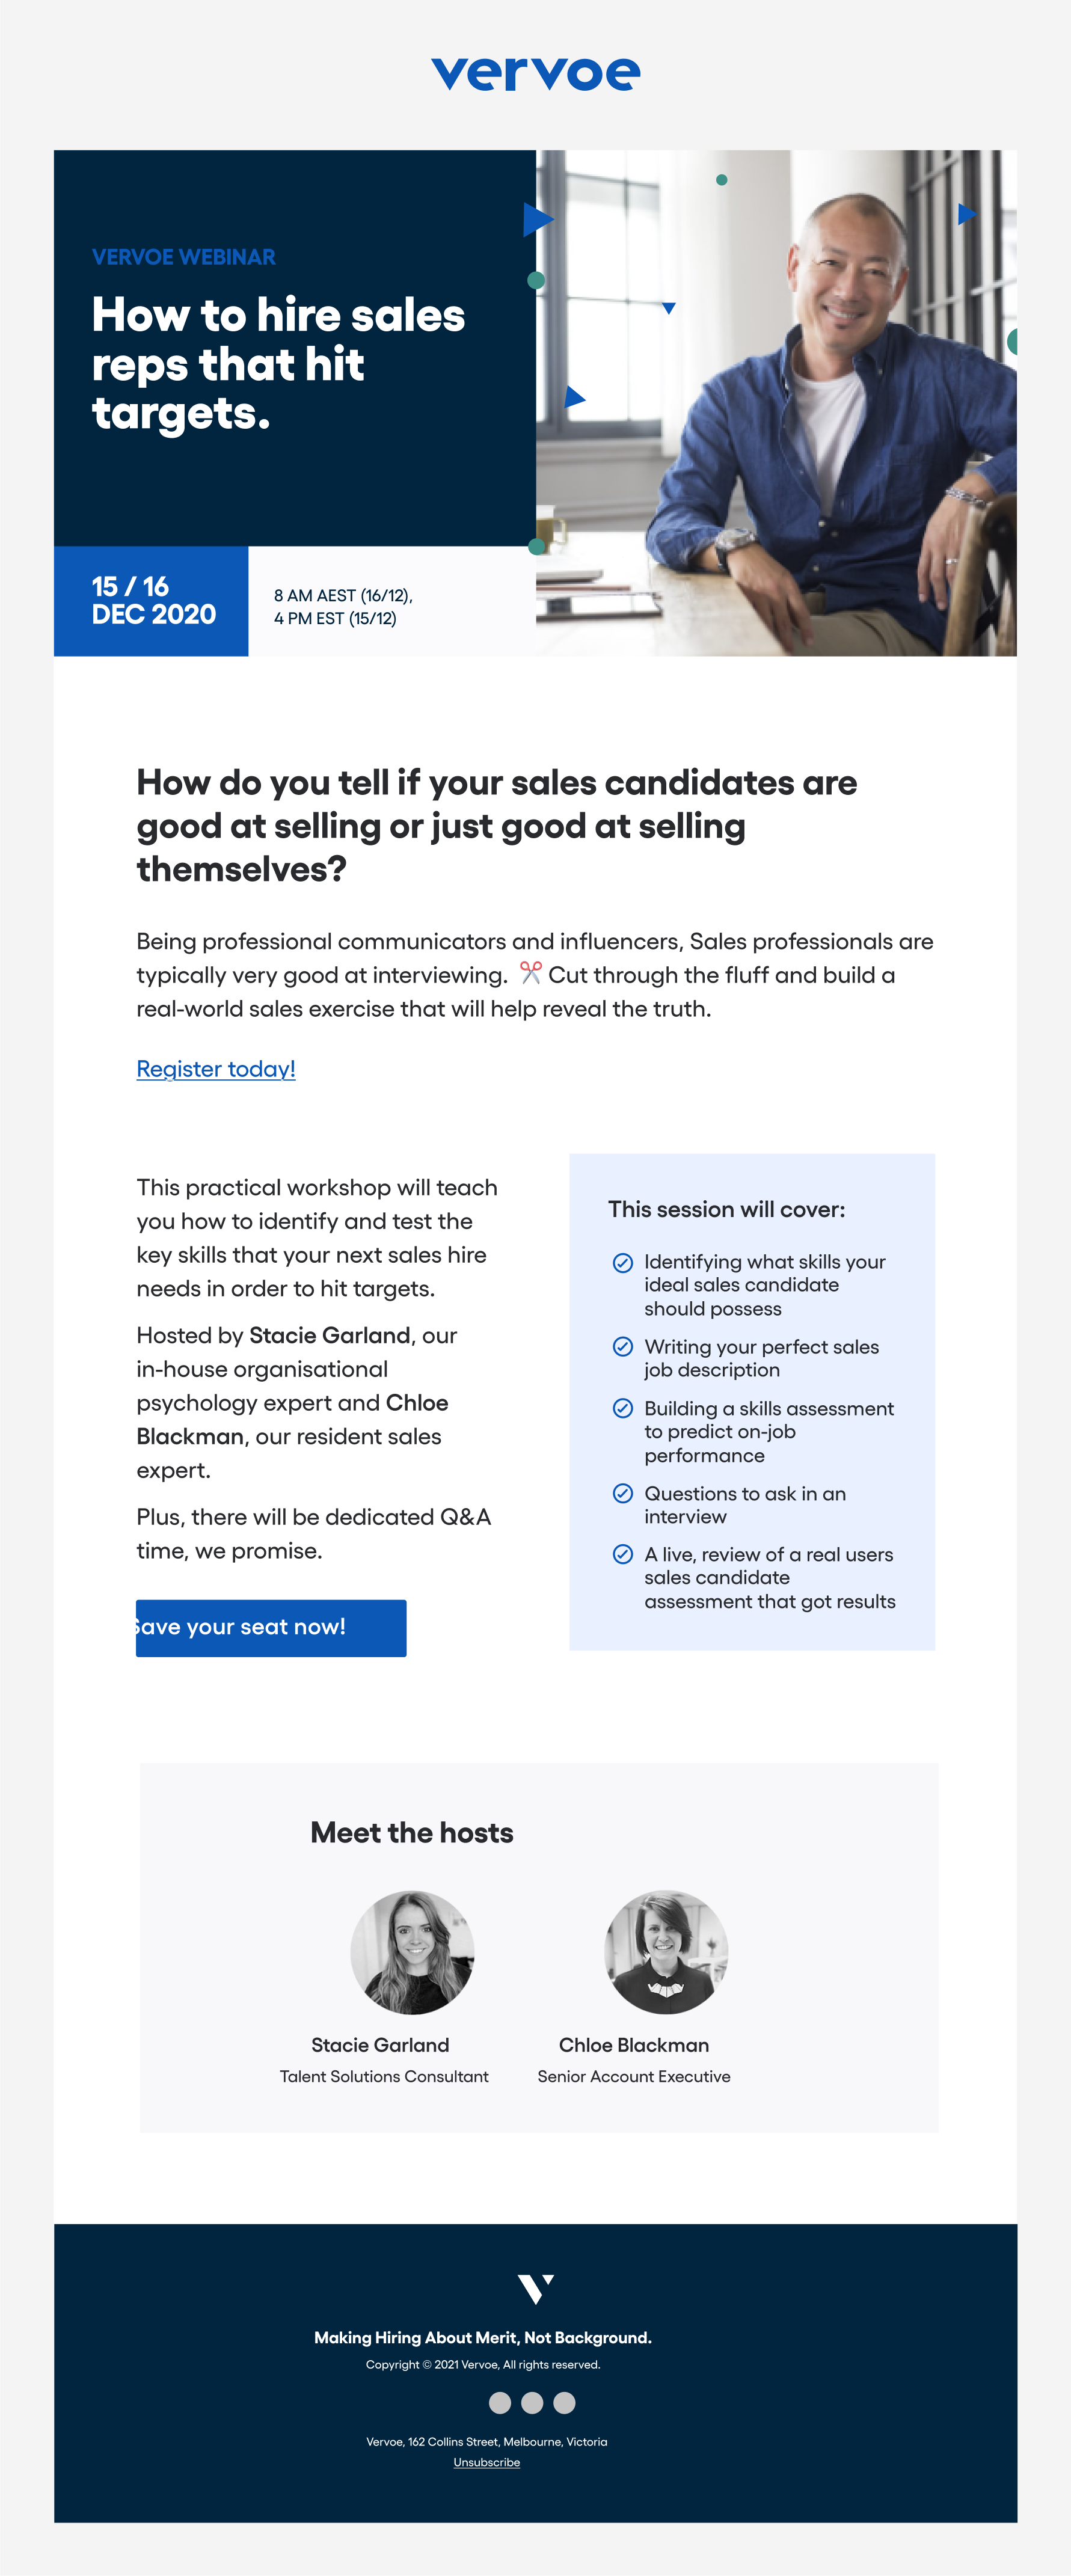 vervoe
VERVOE WEBINAR
How to hire sales
reps that hit
targets.
15 / 16
DEC 2020
8 AM AEST (16/12),
4 PM EST (15/12)
How do you tell if your sales candidates are
good at selling or just good at selling
themselves?
Being professional communicators and influencers, Sales professionals are
typically very good at interviewing. ✂️ Cut through the fluff and build a
real-world sales exercise that will help reveal the truth.
Register today!
This practical workshop will teach
you how to identify and test the
key skills that your next sales hire
needs in order to hit targets.
Hosted by Stacie Garland, our
in-house organisational
psychology expert and Chloe
Blackman, our resident sales
expert.
Plus, there will be dedicated Q&A
time, we promise.
Save your seat now!
This session will cover:
Identifying what skills your
ideal sales candidate
should possess
Writing your perfect sales
job description
Building a skills assessment
to predict on-job
performance
Questions to ask in an
interview
A live, review of a real users
sales candidate
assessment that got results
Meet the hosts
Stacie Garland
Talent Solutions Consultant
Chloe Blackman
Senior Account Executive
Making Hiring About Merit, Not Background.
Copyright © 2021 Vervoe, All rights reserved.
Vervoe, 162 Collins Street, Melbourne, Victoria
Unsubscribe